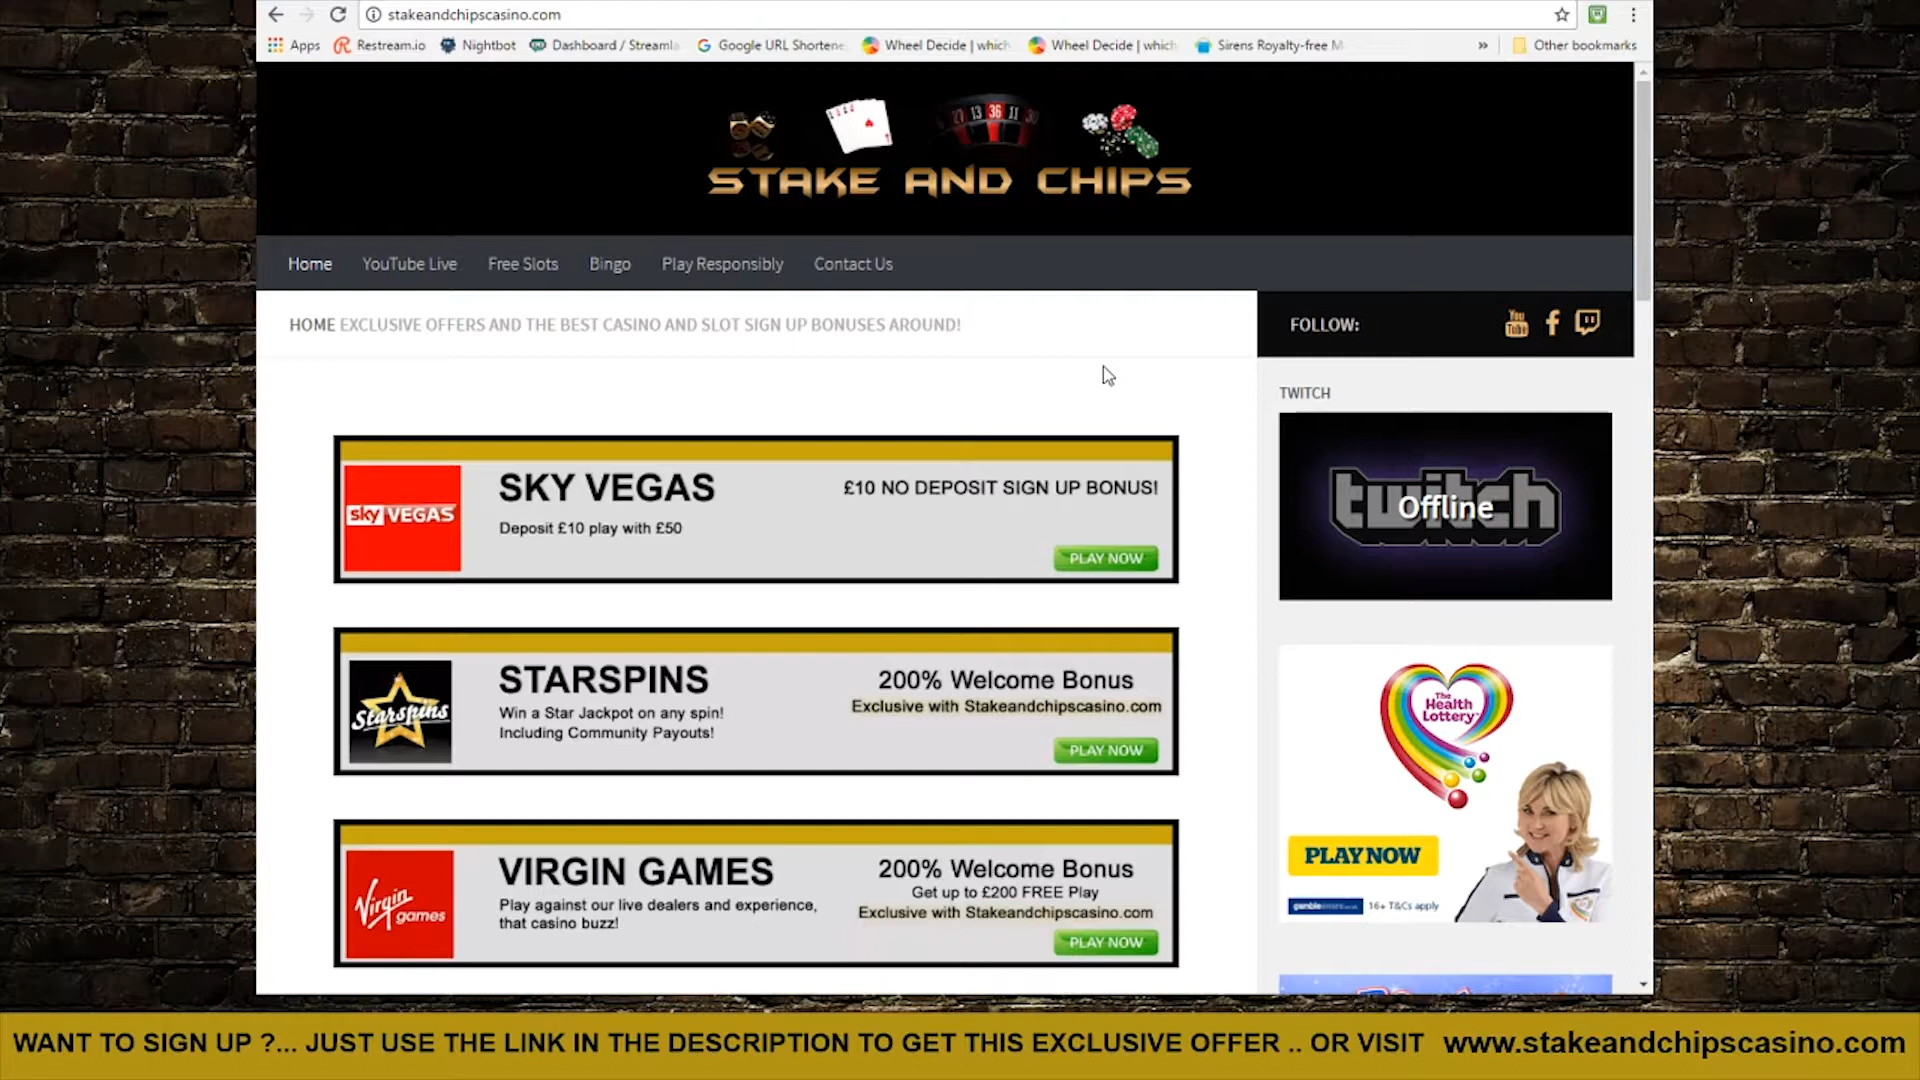 stakeandchipscasino.com
Apps Restream.io Nightbot Dashboard / Streamla Google URL Shortene Wheel Decide | which Wheel Decide | which Sirens Royalty-free M » Other bookmarks
13 36 11
STAKE AND CHIPS
Home YouTube Live Free Slots Bingo Play Responsibly Contact Us
HOME EXCLUSIVE OFFERS AND THE BEST CASINO AND SLOT SIGN UP BONUSES AROUND!
FOLLOW:
You Tube
TWITCH
twitch
Offline
sky VEGAS
SKY VEGAS
£10 NO DEPOSIT SIGN UP BONUS!
Deposit £10 play with £50
PLAY NOW
Starspins
STARSPINS
200% Welcome Bonus
Exclusive with Stakeandchipscasino.com
Win a Star Jackpot on any spin!
Including Community Payouts!
PLAY NOW
The Health Lottery
PLAY NOW
16+ T&Cs apply
Virgin games
VIRGIN GAMES
200% Welcome Bonus
Get up to £200 FREE Play
Exclusive with Stakeandchipscasino.com
Play against our live dealers and experience,
that casino buzz!
PLAY NOW
WANT TO SIGN UP ?... JUST USE THE LINK IN THE DESCRIPTION TO GET THIS EXCLUSIVE OFFER .. OR VISIT www.stakeandchipscasino.com